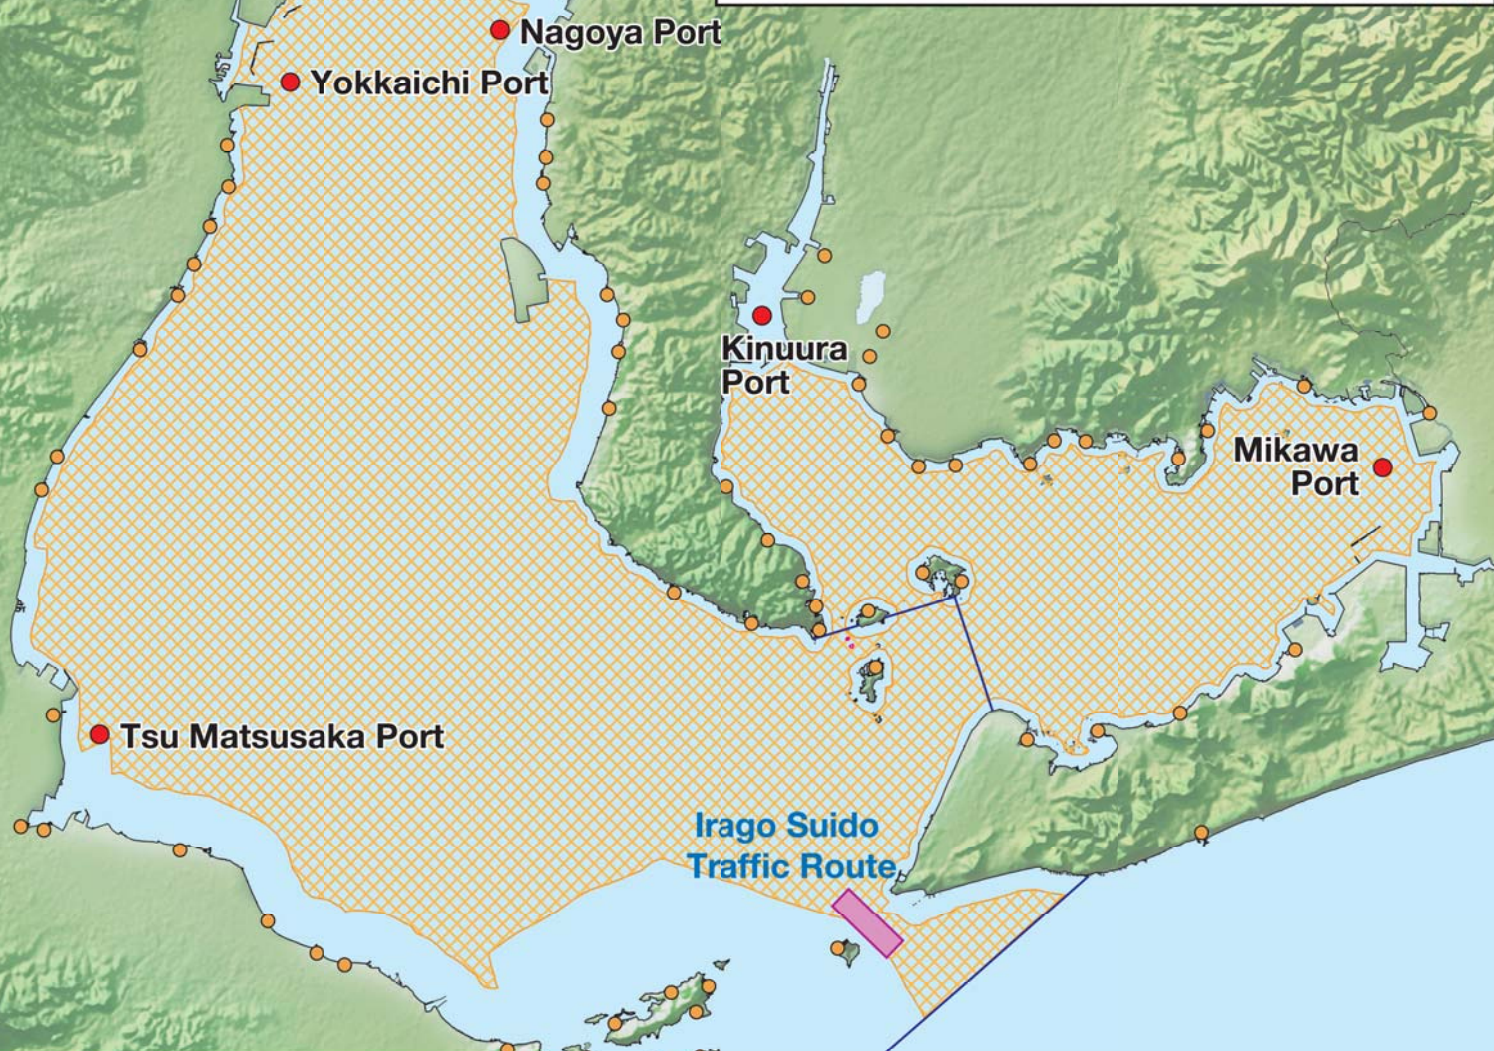 Nagoya Port
Yokkaichi Port
Kinuura
Port
Mikawa
Port
Tsu Matsusaka Port
Irago Suido
Traffic Route